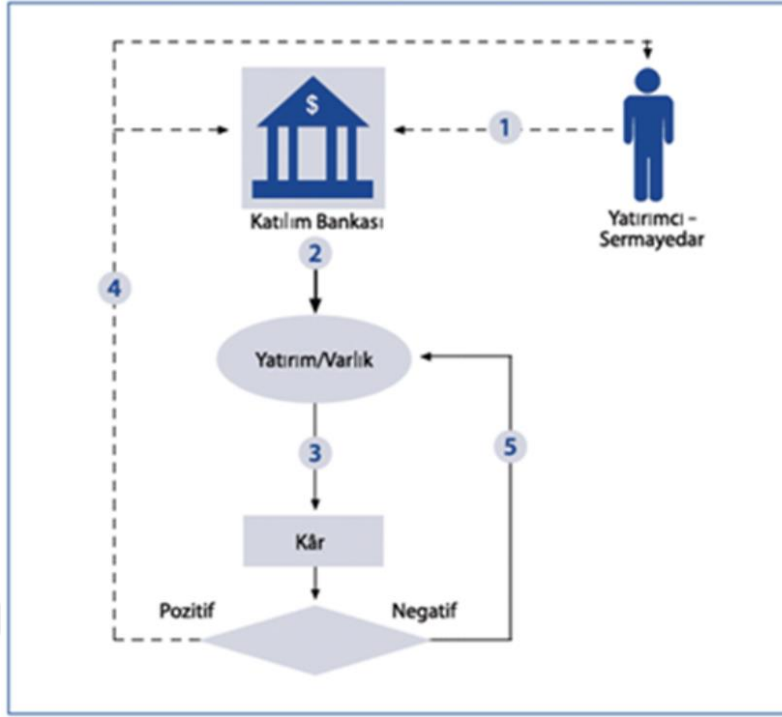 $
1
Katılım Bankası
Yatırımcı –
Sermayedar
2
4
Yatırım/Varlık
3
5
Kâr
Pozitif
Negatif